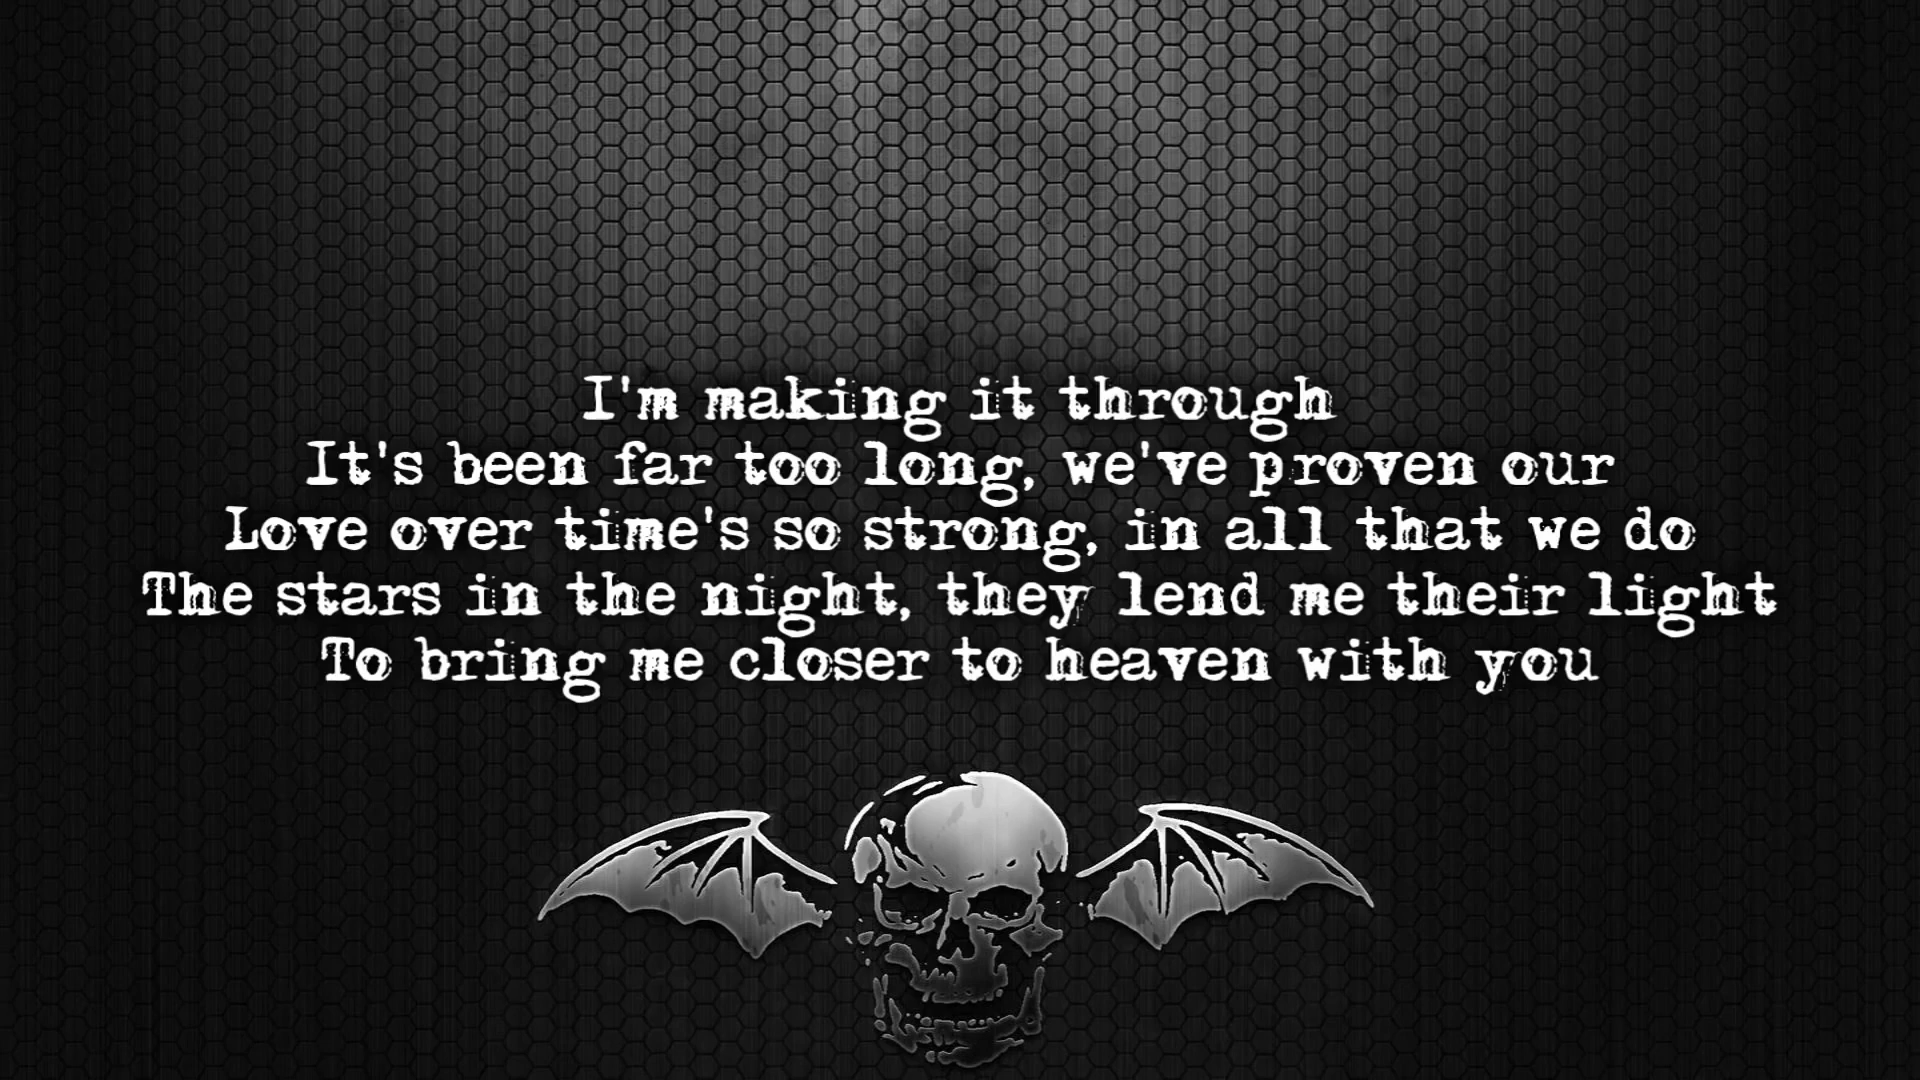 I'm making it through
It's been far too long, we've proven our
Love over time's so strong, in all that we do
The stars in the night, they lend me their light
To bring me closer to heaven with you